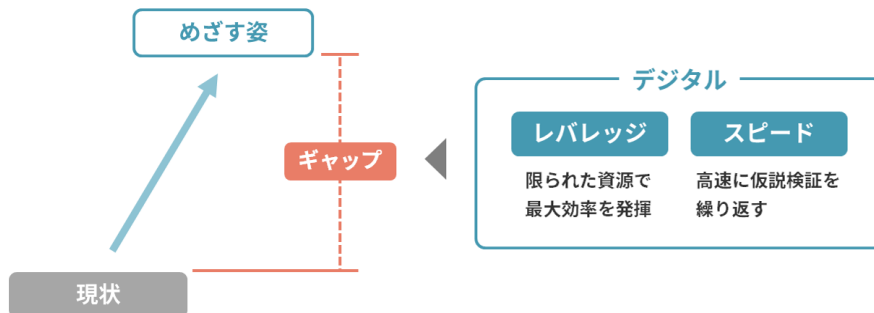 めざす姿
デジタル
レバレッジ
スピード
ギャップ
限られた資源で
最大効率を発揮
高速に仮説検証を
繰り返す
現状